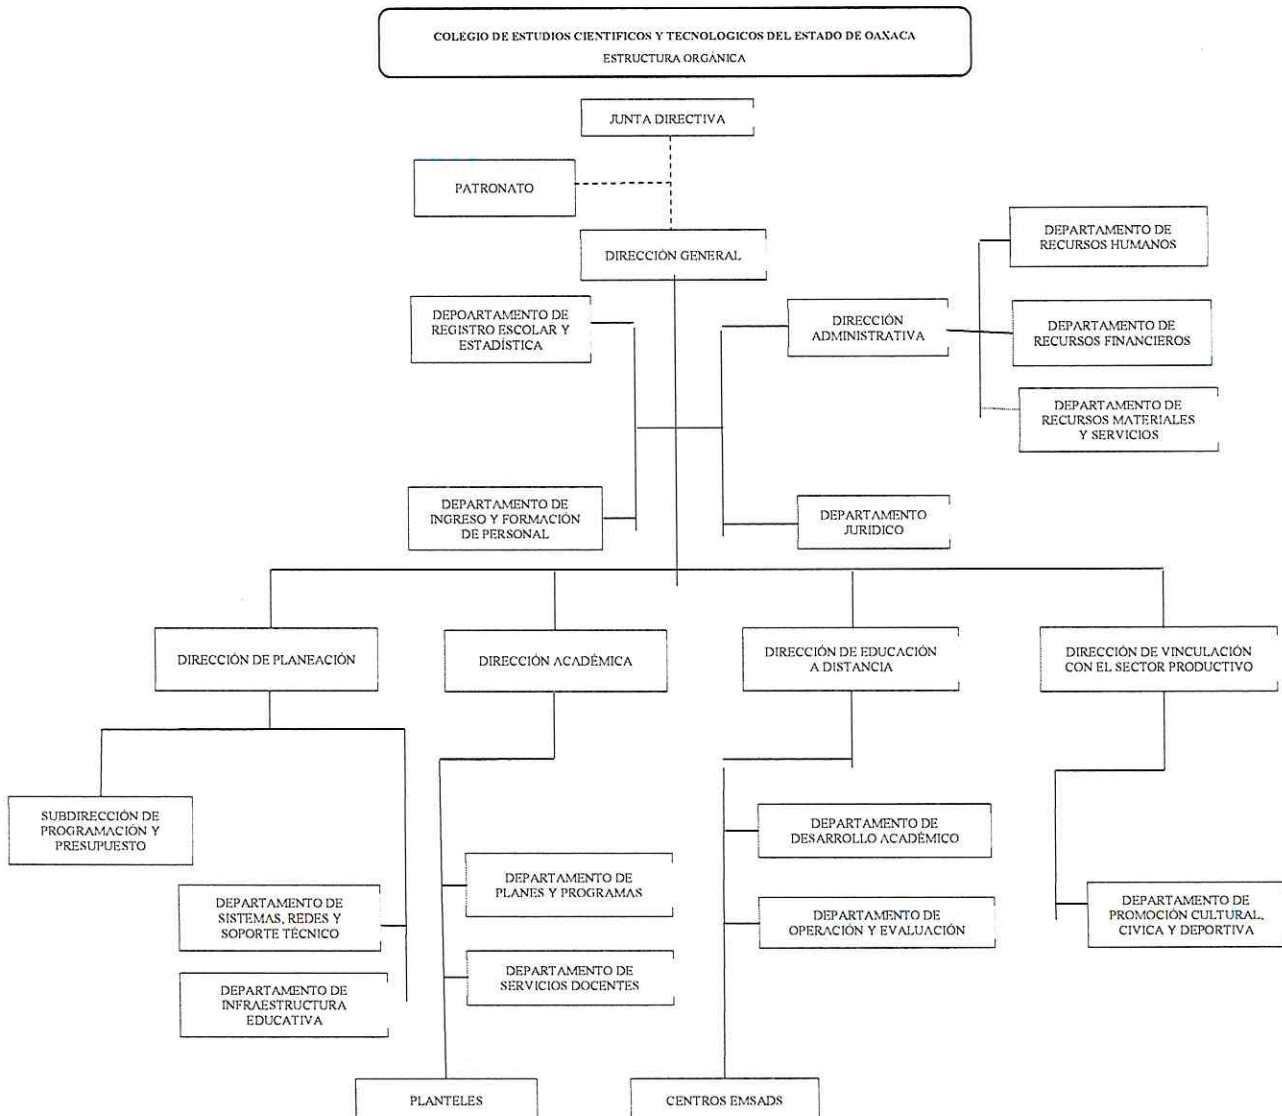 COLEGIO DE ESTUDIOS CIENTIFICOS Y TECNOLOGICOS DEL ESTADO DE OAXACA
ESTRUCTURA ORGÁNICA
JUNTA DIRECTIVA
PATRONATO
DIRECCIÓN GENERAL
DEPARTAMENTO DE
RECURSOS HUMANOS
DEPOARTAMENTO DE
REGISTRO ESCOLAR Y
ESTADÍSTICA
DIRECCIÓN
ADMINISTRATIVA
DEPARTAMENTO DE
RECURSOS FINANCIEROS
DEPARTAMENTO DE
RECURSOS MATERIALES
Y SERVICIOS
DEPARTAMENTO DE
INGRESO Y FORMACIÓN
DE PERSONAL
DEPARTAMENTO
JURIDICO
DIRECCIÓN DE PLANEACIÓN
DIRECCIÓN ACADÉMICA
DIRECCIÓN DE EDUCACIÓN
A DISTANCIA
DIRECCIÓN DE VINCULACIÓN
CON EL SECTOR PRODUCTIVO
SUBDIRECCIÓN DE
PROGRAMACIÓN Y
PRESUPUESTO
DEPARTAMENTO DE
SISTEMAS, REDES Y
SOPORTE TÉCNICO
DEPARTAMENTO DE
INFRAESTRUCTURA
EDUCATIVA
DEPARTAMENTO DE
PLANES Y PROGRAMAS
DEPARTAMENTO DE
SERVICIOS DOCENTES
DEPARTAMENTO DE
DESARROLLO ACADÉMICO
DEPARTAMENTO DE
OPERACIÓN Y EVALUACIÓN
DEPARTAMENTO DE
PROMOCIÓN CULTURAL,
CIVICA Y DEPORTIVA
PLANTELES
CENTROS EMSADS